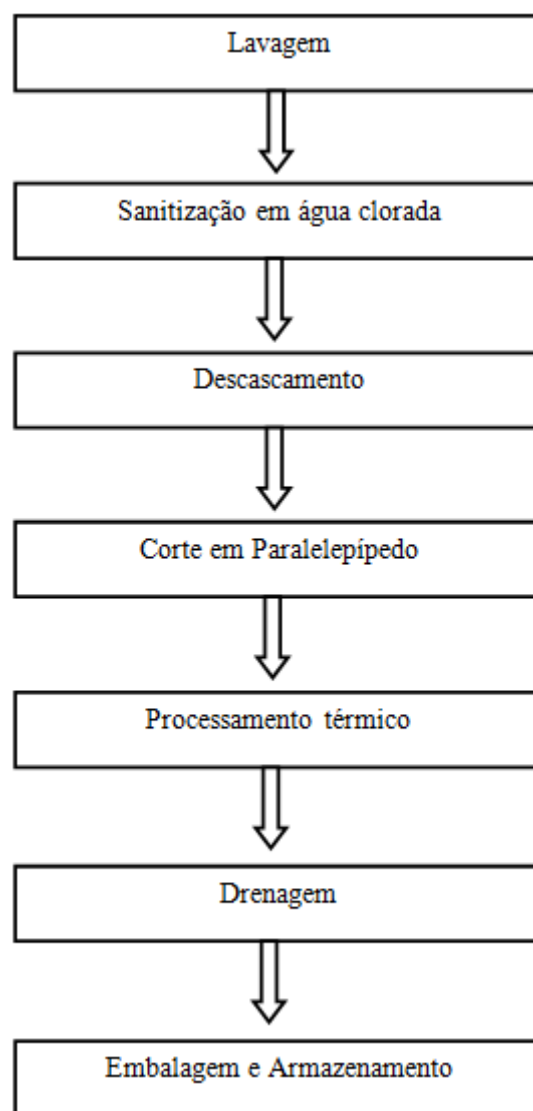 Lavagem
Sanitização em água clorada
Descascamento
Corte em Paralelepípedo
Processamento térmico
Drenagem
Embalagem e Armazenamento